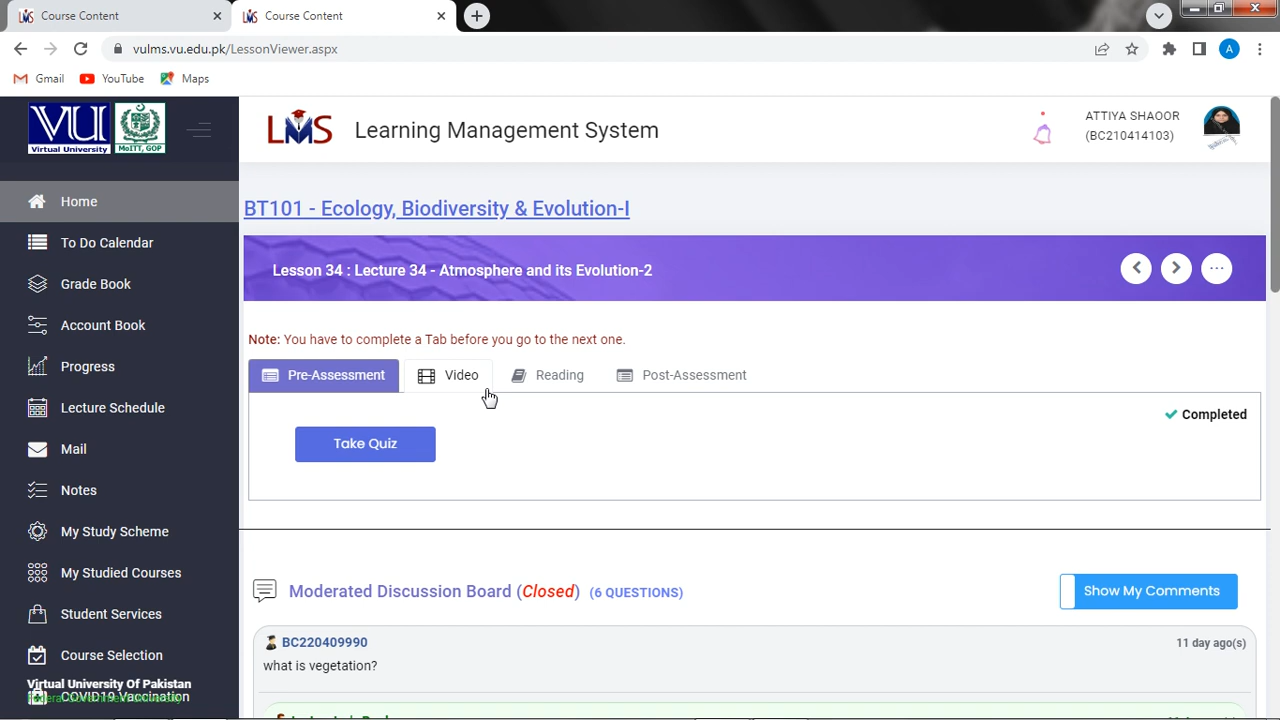 Course Content
Course Content
vulms.vu.edu.pk/LessonViewer.aspx
A
Gmail
YouTube
Maps
VU
Virtual University
MoITT, GOP
LMS Learning Management System
ATTIYA SHAOOR
(BC210414103)
Home
To Do Calendar
Grade Book
Account Book
Progress
Lecture Schedule
Mail
Notes
My Study Scheme
My Studied Courses
Student Services
Course Selection
Virtual University Of Pakistan
Federal Government University
COVID19 Vaccination
BT101 - Ecology, Biodiversity & Evolution-I
Lesson 34 : Lecture 34 - Atmosphere and its Evolution-2
Note: You have to complete a Tab before you go to the next one.
Pre-Assessment
Video
Reading
Post-Assessment
Completed
Take Quiz
Moderated Discussion Board (Closed) (6 QUESTIONS)
Show My Comments
BC220409990
11 day ago(s)
what is vegetation?